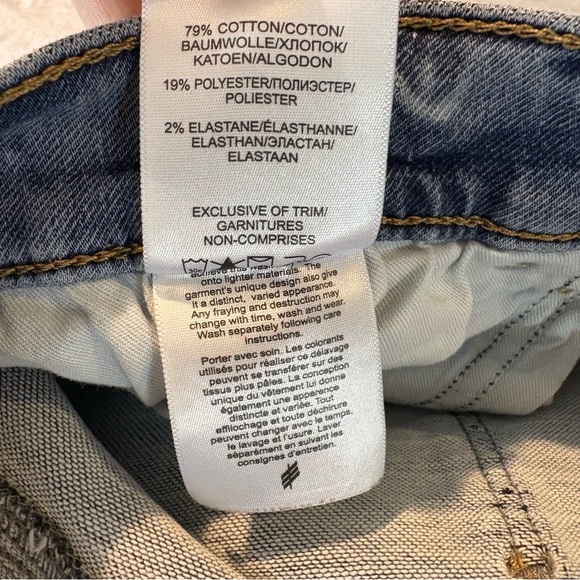 79% COTTON/COTON/
BAUMWOLLE/ХЛОПОК/
KATOEN/ALGODON
19% POLYESTER/ПОЛИЭСТЕР/
POLIESTER
2% ELASTANE/ÉLASTHANNE/
ELASTHAN/ЭЛАСТАН/
ELASTAAN
EXCLUSIVE OF TRIM/
GARNITURES
NON-COMPRISES
achieve this wash
onto lighter materials. The
garment's unique design also give
it a distinct, varied appearance.
Any fraying and destruction may
change with time, wash and wear.
Wash separately following care
instructions.
Porter avec soin. Les colorants
utilisés pour réaliser ce délavage
peuvent se transférer sur des
tissus plus pâles. La conception
unique du vêtement lui donne
également une apparence
distincte et variée. Tout
effilochage et toute déchirure
peuvent changer avec le temps,
le lavage et l'usure. Laver
séparément en suivant les
consignes d'entretien.